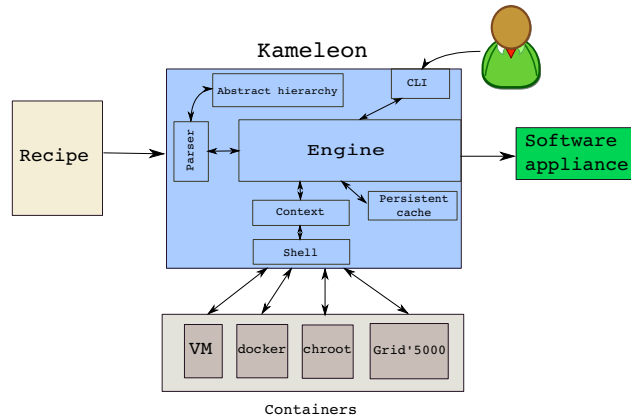 Kameleon
CLI
Abstract hierarchy
Recipe
Parser
Engine
Software
appliance
Persistent
cache
Context
Shell
VM
docker
chroot
Grid'5000
Containers